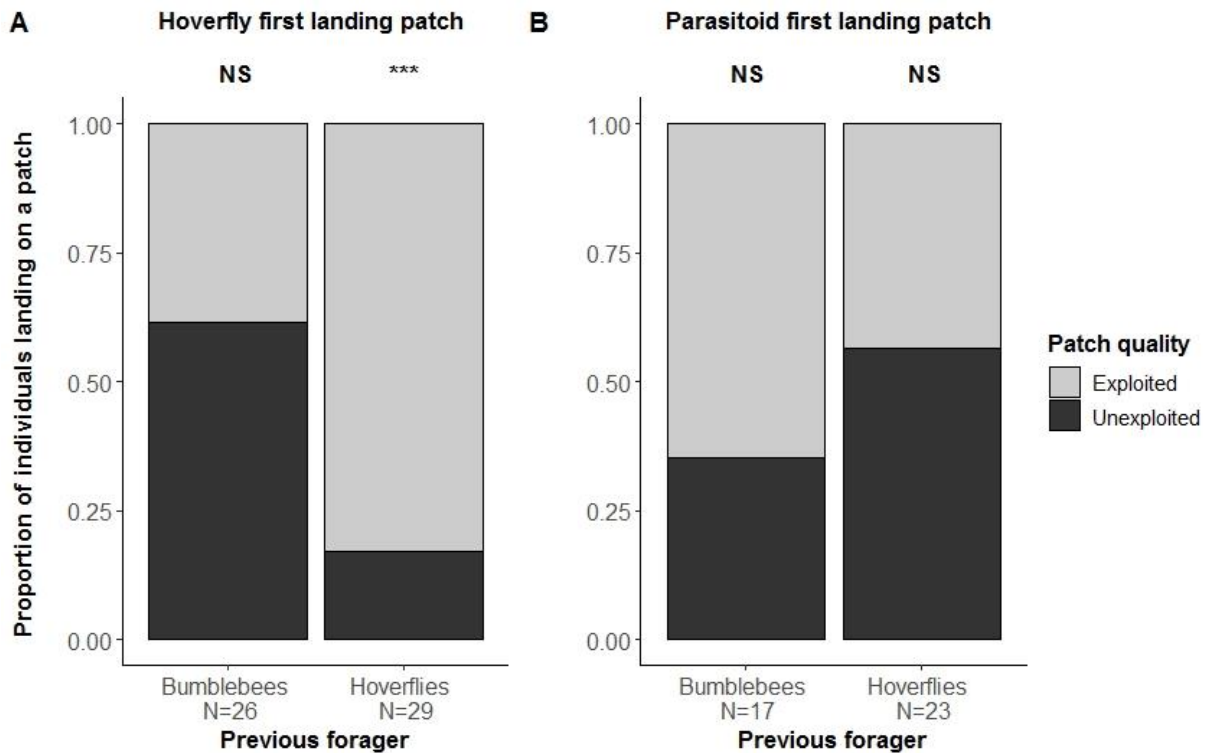 A
Hoverfly first landing patch
NS
***
Proportion of individuals landing on a patch
1.00
0.75
0.50
0.25
0.00
Bumblebees
N=26
Hoverflies
N=29
Previous forager
B
Parasitoid first landing patch
NS
NS
1.00
0.75
0.50
0.25
0.00
Bumblebees
N=17
Hoverflies
N=23
Previous forager
Patch quality
Exploited
Unexploited